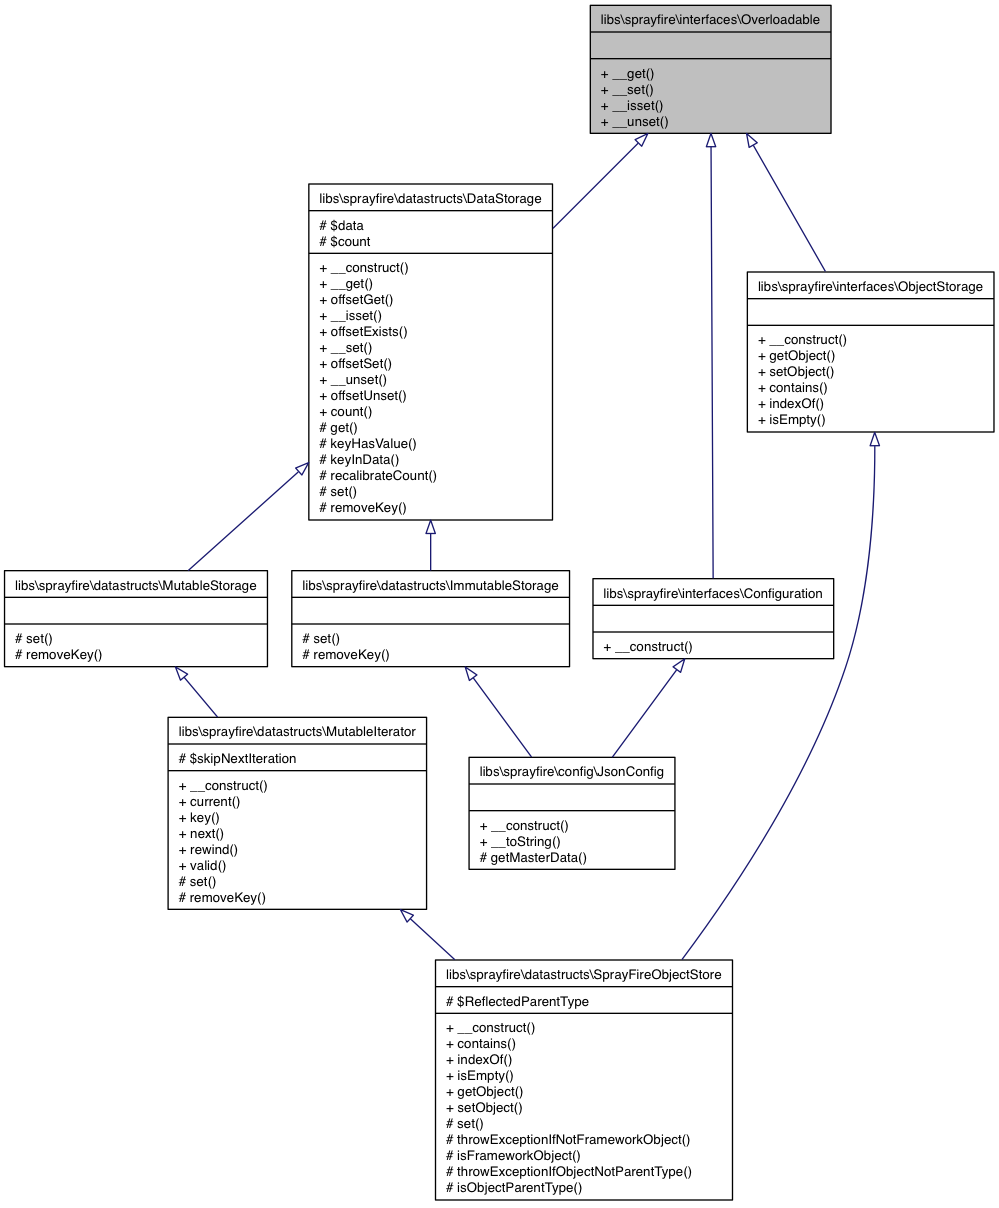 libs\sprayfire\interfaces\Overloadable
+ __get()
+ __set()
+ __isset()
+ __unset()
libs\sprayfire\datastructs\DataStorage
# $data
# $count
+ __construct()
+ __get()
+ offsetGet()
+ __isset()
+ offsetExists()
+ __set()
+ offsetSet()
+ __unset()
+ offsetUnset()
+ count()
# get()
# keyHasValue()
# keyInData()
# recalibrateCount()
# set()
# removeKey()
libs\sprayfire\interfaces\ObjectStorage
+ __construct()
+ getObject()
+ setObject()
+ contains()
+ indexOf()
+ isEmpty()
libs\sprayfire\datastructs\MutableStorage
# set()
# removeKey()
libs\sprayfire\datastructs\ImmutableStorage
# set()
# removeKey()
libs\sprayfire\interfaces\Configuration
+ __construct()
libs\sprayfire\datastructs\MutableIterator
# $skipNextIteration
+ __construct()
+ current()
+ key()
+ next()
+ rewind()
+ valid()
# set()
# removeKey()
libs\sprayfire\config\JsonConfig
+ __construct()
+ __toString()
# getMasterData()
libs\sprayfire\datastructs\SprayFireObjectStore
# $ReflectedParentType
+ __construct()
+ contains()
+ indexOf()
+ isEmpty()
+ getObject()
+ setObject()
# set()
# throwExceptionIfNotFrameworkObject()
# isFrameworkObject()
# throwExceptionIfObjectNotParentType()
# isObjectParentType()